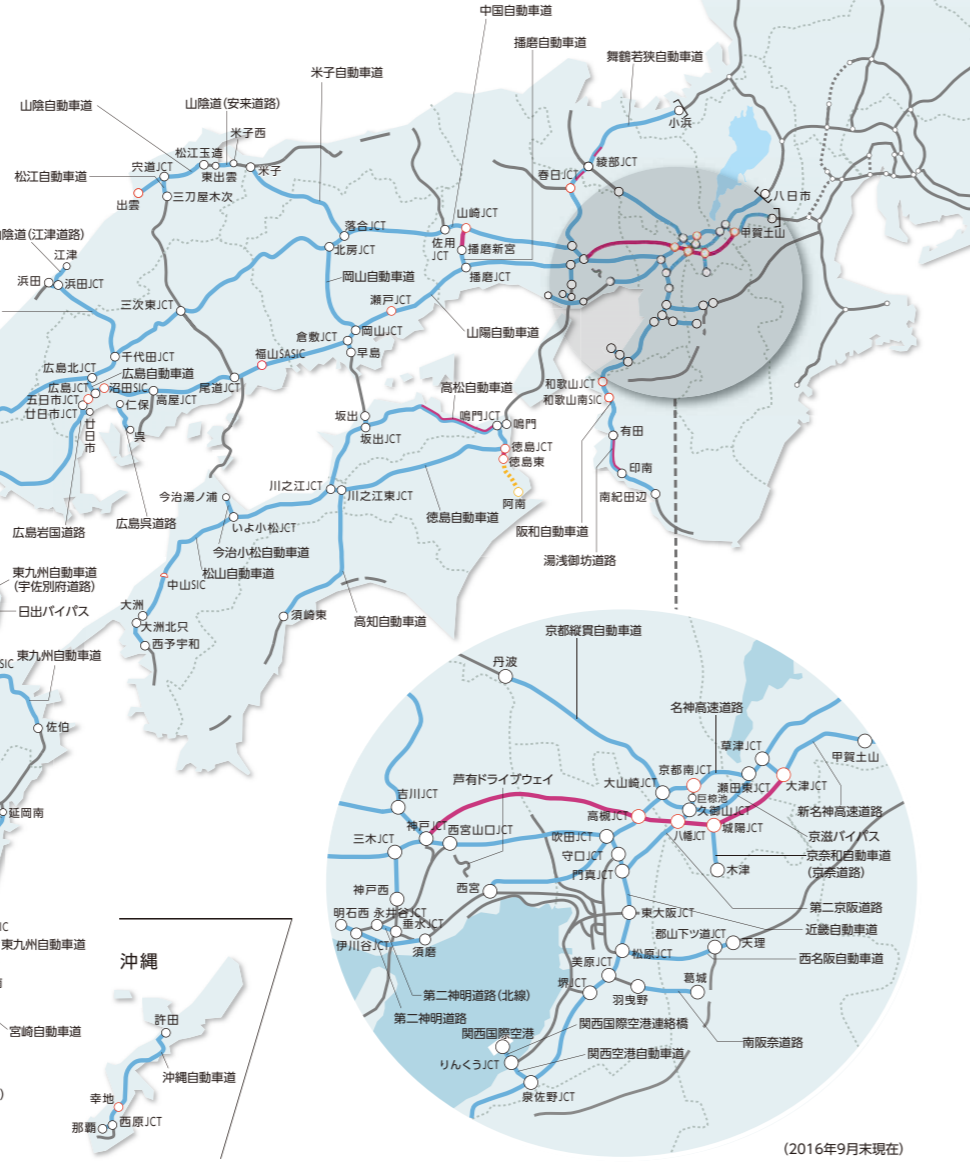 中国自動車道
播磨自動車道
舞鶴若狭自動車道
米子自動車道
小浜
山陰自動車道
山陰道(安来道路)
米子西
松江玉造
綾部JCT
穴道JCT
東出雲
米子
松江自動車道
春日JCT
出雲
三刀屋木次
八日市
山崎JCT
落合JCT
甲賀土山
陰道(江津道路)
佐用
JCT
播磨新宮
北房JCT
江津
播磨JCT
岡山自動車道
浜田
浜田JCT
瀬戸JCT
三次東JCT
岡山JCT
山陽自動車道
倉敷JCT
早島
千代田JCT
福山SASIC
広島北JCT
広島自動車道
広島JCT
沼田SIC
尾道JCT
高松自動車道
和歌山JCT
五日市JCT
仁保
高屋JCT
和歌山南SIC
廿日市JCT
坂出
鳴門JCT
鳴門
廿日市
呉
坂出JCT
有田
徳島JCT
徳島東
印南
川之江JCT
川之江東JCT
今治湯ノ浦
阿南
南紀田辺
徳島自動車道
広島岩国道路
広島呉道路
いよ小松JCT
阪和自動車道
今治小松自動車道
湯浅御坊道路
東九州自動車道
(宇佐別府道路)
松山自動車道
中山SIC
日出バイパス
大洲
大洲北只
須崎東
高知自動車道
西予宇和
京都縦貫自動車道
SIC
東九州自動車道
丹波
佐伯
名神高速道路
草津JCT
京都南JCT
甲賀土山
芦有ドライブウェイ
大山崎JCT
瀬田東JCT
大津JCT
吉川JCT
巨椋池
久御山JCT
新名神高速道路
延岡南
高槻JCT
神戸JCT
西宮山口JCT
八幡JCT
城陽JCT
京滋バイパス
三木JCT
吹田JCT
守口JCT
京奈和自動車道
(京奈道路)
門真JCT
木津
神戸西
西宮
第二京阪道路
明石西
永井谷JCT
東大阪JCT
IC
垂水JCT
近畿自動車道
東九州自動車道
伊川谷JCT
須磨
郡山下ツ道JCT
天理
松原JCT
沖縄
西名阪自動車道
美原JCT
葛城
堺JCT
第二神明道路(北線)
羽曳野
許田
第二神明道路
関西国際空港連絡橋
宮崎自動車道
関西国際空港
南阪奈道路
りんくうJCT
関西空港自動車道
沖縄自動車道
幸地
泉佐野JCT
西原JCT
那覇
(2016年9月末現在)